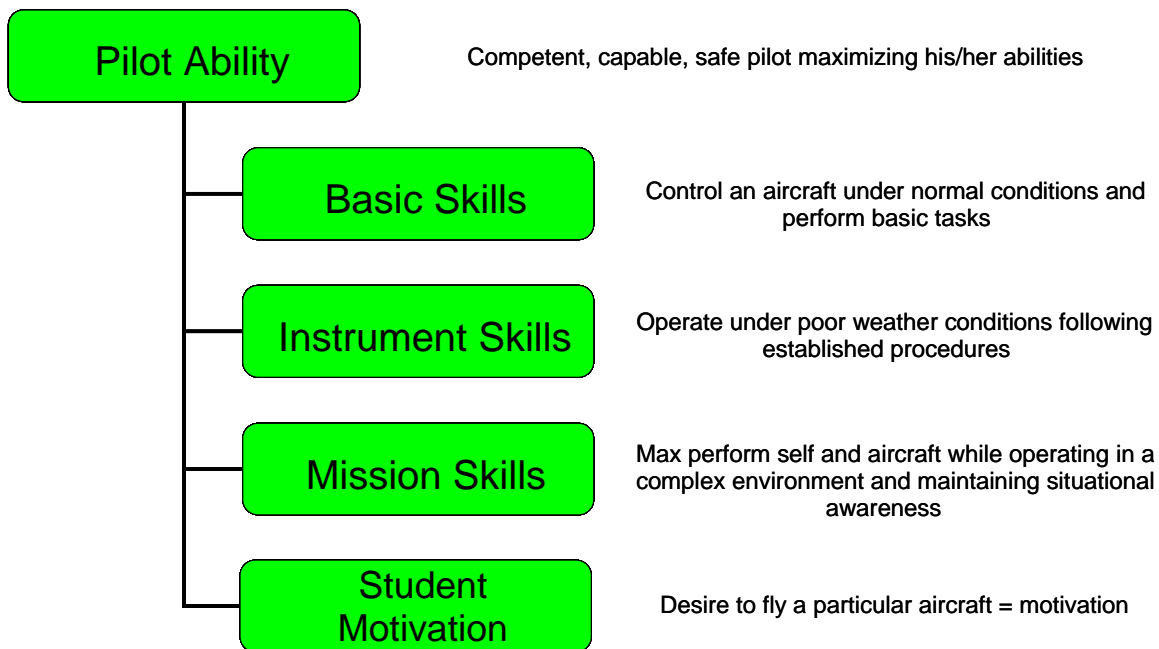 Pilot Ability
Competent, capable, safe pilot maximizing his/her abilities
Basic Skills
Control an aircraft under normal conditions and
perform basic tasks
Instrument Skills
Operate under poor weather conditions following
established procedures
Mission Skills
Max perform self and aircraft while operating in a
complex environment and maintaining situational
awareness
Student
Motivation
Desire to fly a particular aircraft = motivation